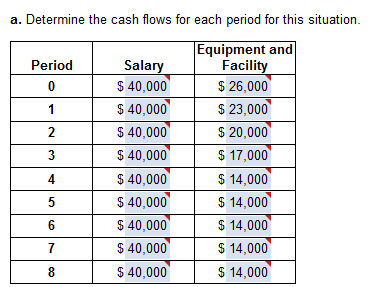 a. Determine the cash flows for each period for this situation.
Equipment and
Period Salary Facility
0 $ 40,000 $ 26,000
1 $ 40,000 $ 23,000
2 $ 40,000 $ 20,000
3 $ 40,000 $ 17,000
4 $ 40,000 $ 14,000
5 $ 40,000 $ 14,000
6 $ 40,000 $ 14,000
7 $ 40,000 $ 14,000
8 $ 40,000 $ 14,000